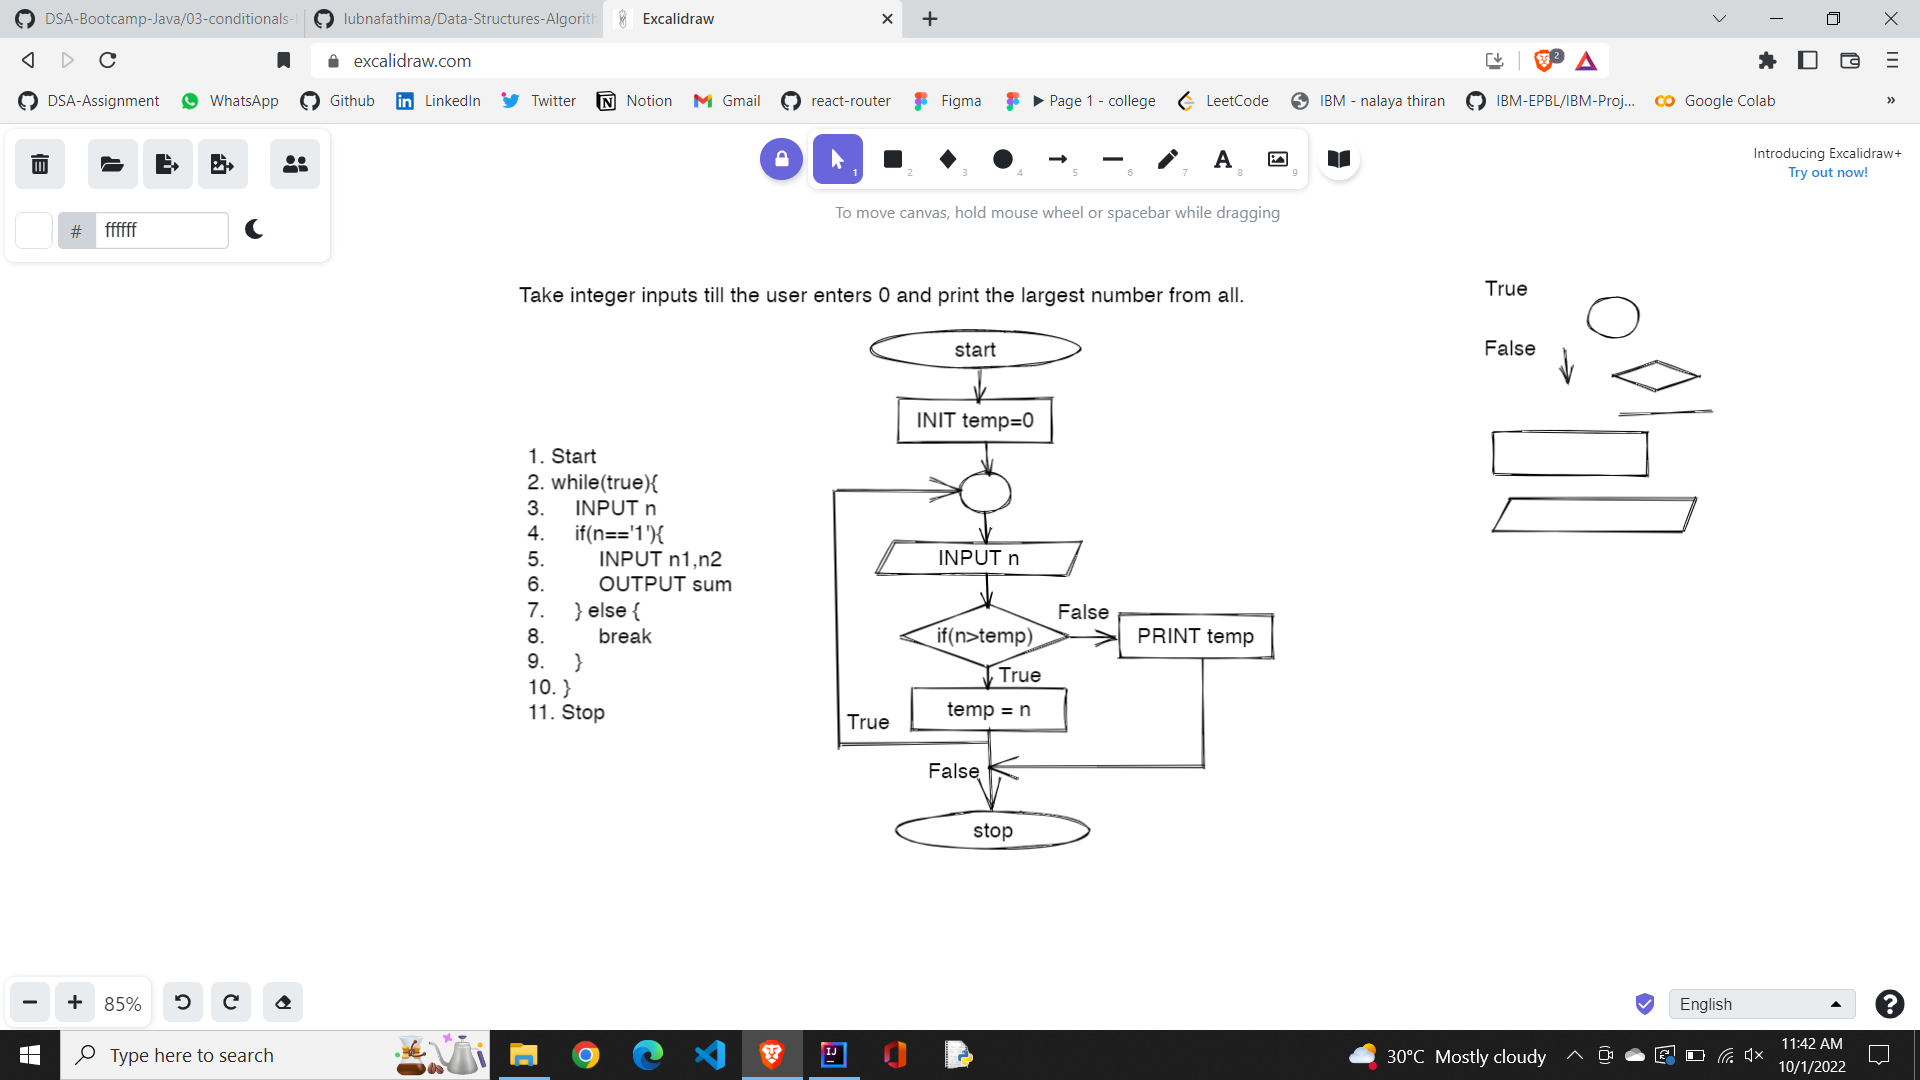 DSA-Bootcamp-Java/03-conditionals-
lubnafathima/Data-Structures-Algorith
Excalidraw
excalidraw.com
2
DSA-Assignment
WhatsApp
Github
LinkedIn
Twitter
Notion
Gmail
react-router
Figma
Page 1 - college
LeetCode
IBM - nalaya thiran
IBM-EPBL/IBM-Proj...
Google Colab
»
1 2 3 4 5 6 7 8 9
Introducing Excalidraw+
Try out now!
To move canvas, hold mouse wheel or spacebar while dragging
# ffffff
Take integer inputs till the user enters 0 and print the largest number from all.
start
INIT temp=0
1. Start
2. while(true){
3. INPUT n
4. if(n=='1'){
5. INPUT n1,n2
6. OUTPUT sum
7. } else {
8. break
9. }
10. }
11. Stop
INPUT n
if(n>temp)
False
PRINT temp
True
temp = n
True
False
stop
True
False
85%
English
?
Type here to search
IJ
30°C Mostly cloudy
11:42 AM
10/1/2022